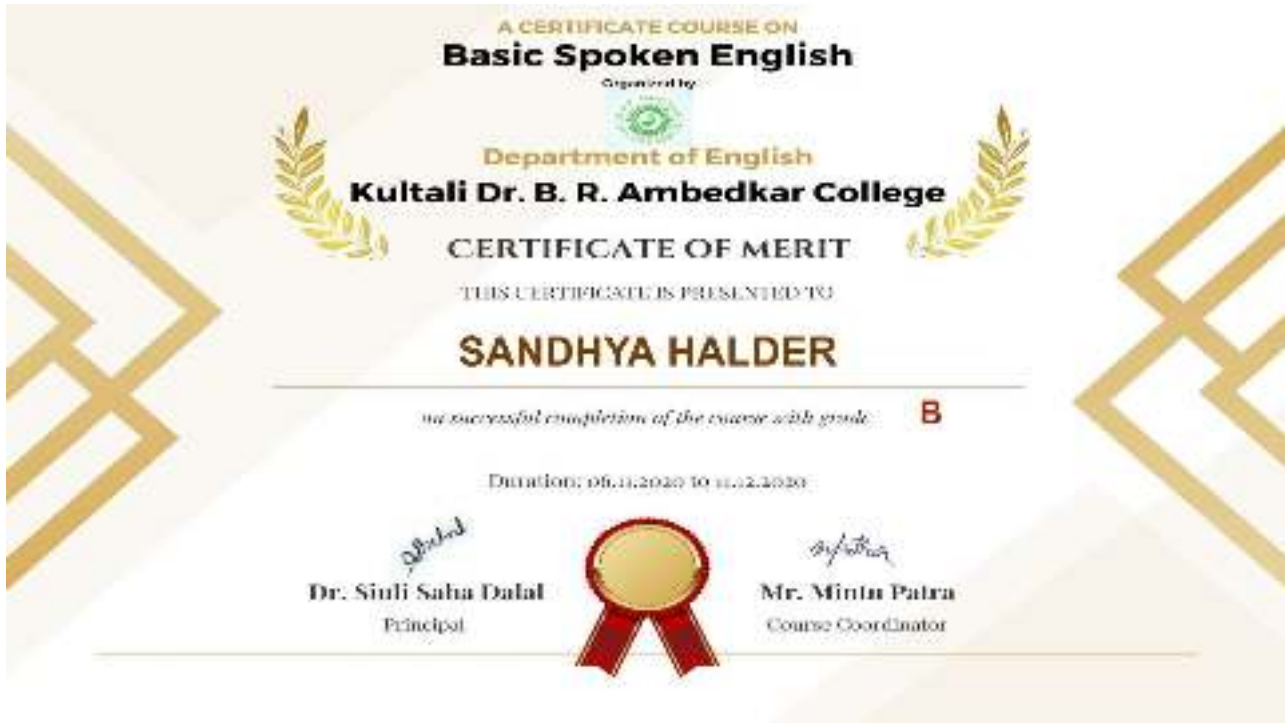 A CERTIFICATE COURSE ON
Basic Spoken English
Organized by
Department of English
Kultali Dr. B. R. Ambedkar College
CERTIFICATE OF MERIT
THIS CERTIFICATE IS PRESENTED TO
SANDHYA HALDER
on successful completion of the course with grade B
Duration: 06.11.2020 to 11.12.2020
Dr. Siuli Saha Dalal Mr. Mintu Patra
Principal Course Coordinator